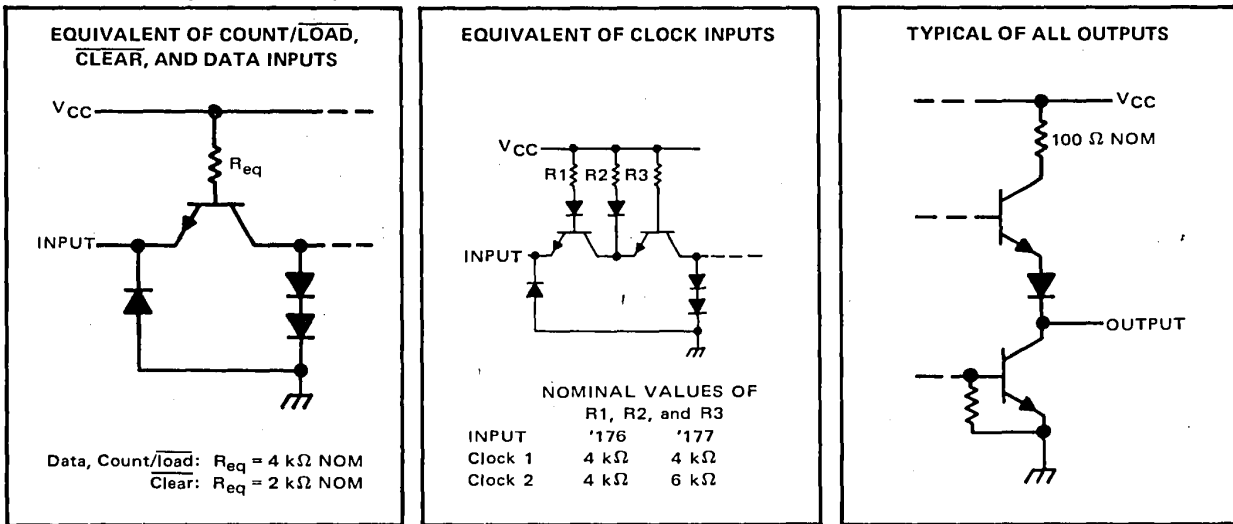 EQUIVALENT OF COUNT/LOAD,
CLEAR, AND DATA INPUTS
VCC
Req
INPUT
Data, Count/load: Req = 4 kΩ NOM
Clear: Req = 2 kΩ NOM
EQUIVALENT OF CLOCK INPUTS
VCC
R1 R2 R3
INPUT
NOMINAL VALUES OF
R1, R2, and R3
INPUT '176 '177
Clock 1 4 kΩ 4 kΩ
Clock 2 4 kΩ 6 kΩ
TYPICAL OF ALL OUTPUTS
VCC
100 Ω NOM
OUTPUT